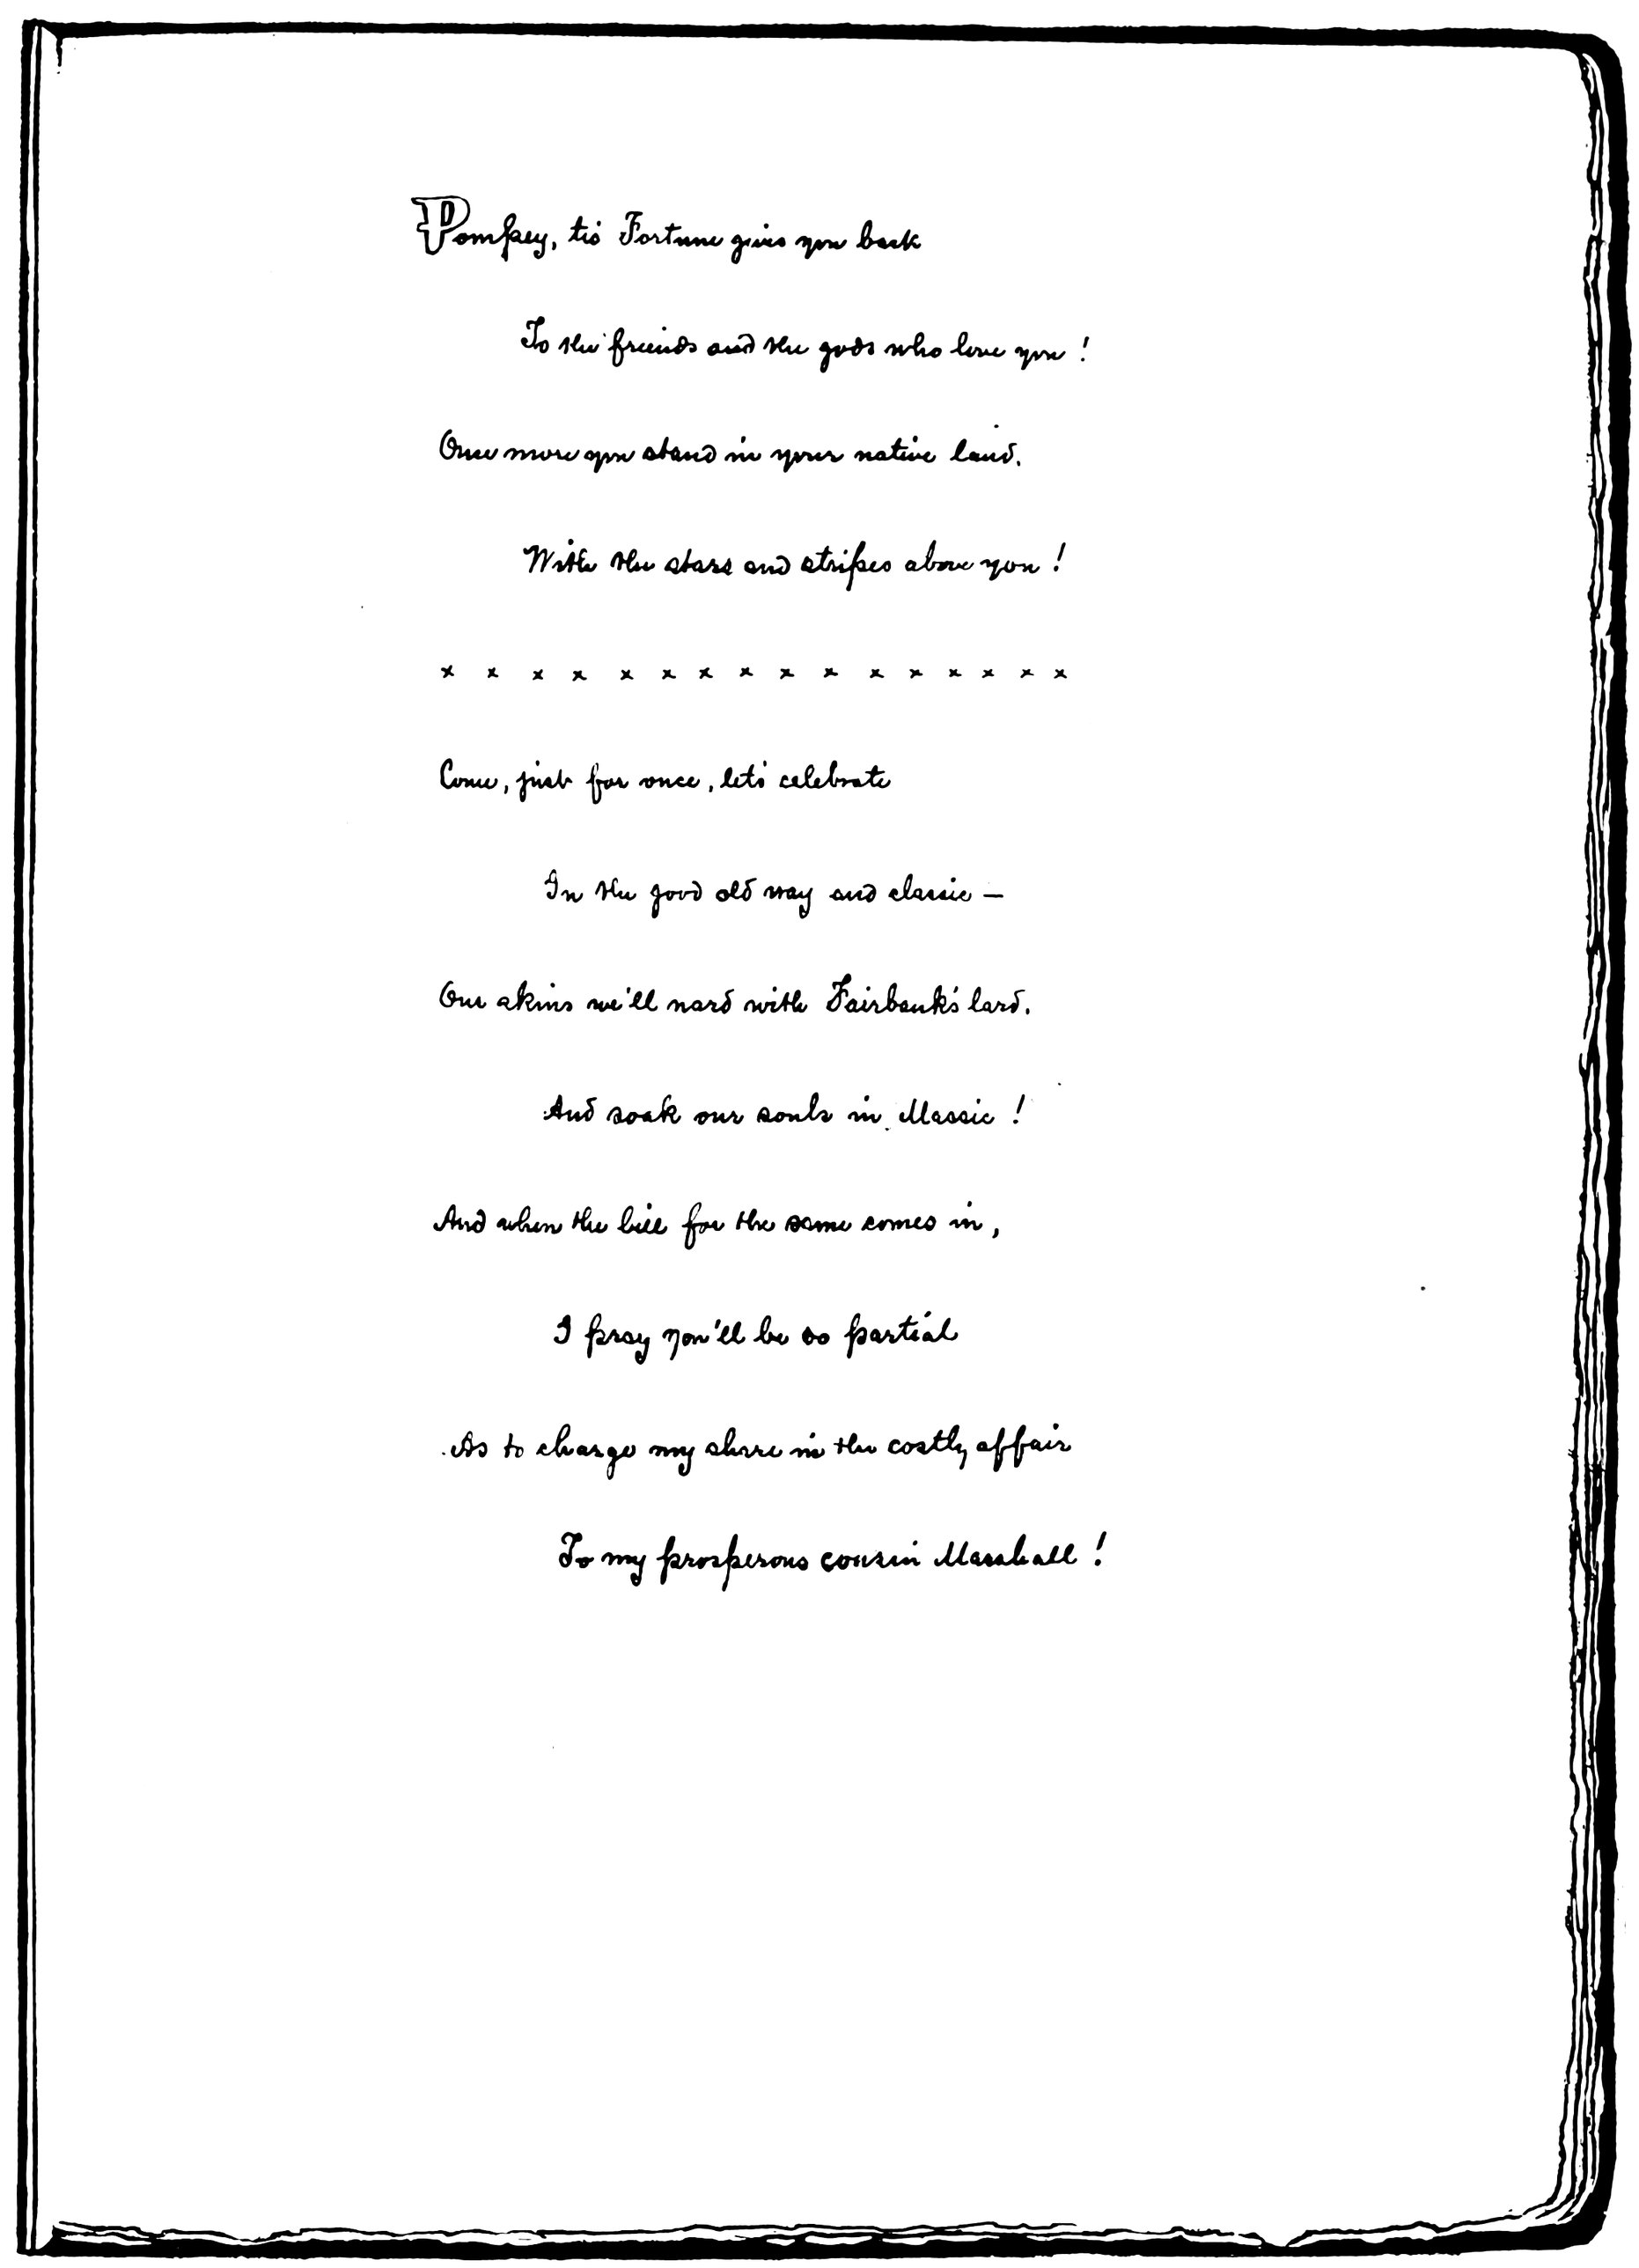 Pompey, tis Fortune gives you back
To the friends and the gods who love you!
Once more you stand in your native land,
With the stars and stripes above you!
x x x x x x x x x x x x x x x x
Come, just for once, let's celebrate
In the good old way and classic —
Our skins we'll nard with Fairbank's lard,
And soak our souls in Massic!
And when the bill for the same comes in,
I pray you'll be so partial
As to charge my share in the costly affair
To my prosperous cousin Marshall!